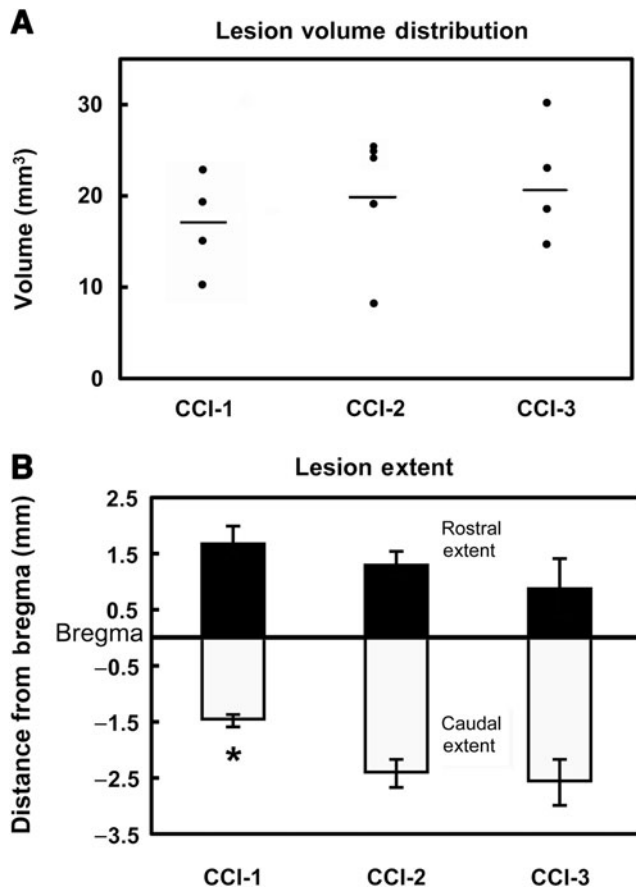 A
Lesion volume distribution
Volume (mm³)
30
20
10
0
CCI-1 CCI-2 CCI-3
B
Lesion extent
Distance from bregma (mm)
2.5
1.5
0.5
Bregma
−0.5
−1.5
−2.5
−3.5
Rostral
extent
Caudal
extent
*
CCI-1 CCI-2 CCI-3